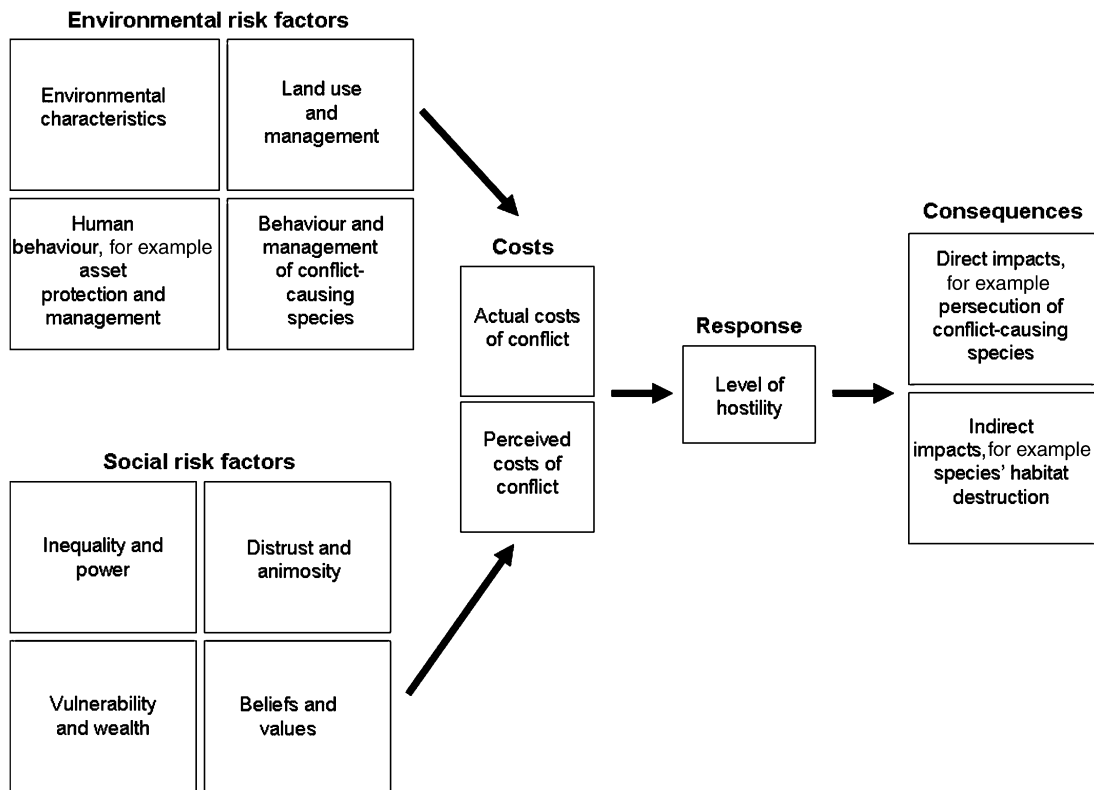 Environmental risk factors
Environmental
characteristics
Land use
and
management
Human
behaviour, for example
asset
protection and
management
Behaviour and
management
of conflict-
causing
species
Social risk factors
Inequality and
power
Distrust and
animosity
Vulnerability
and wealth
Beliefs and
values
Costs
Actual costs
of conflict
Perceived
costs of
conflict
Response
Level of
hostility
Consequences
Direct impacts,
for example
persecution of
conflict-causing
species
Indirect
impacts, for example
species' habitat
destruction